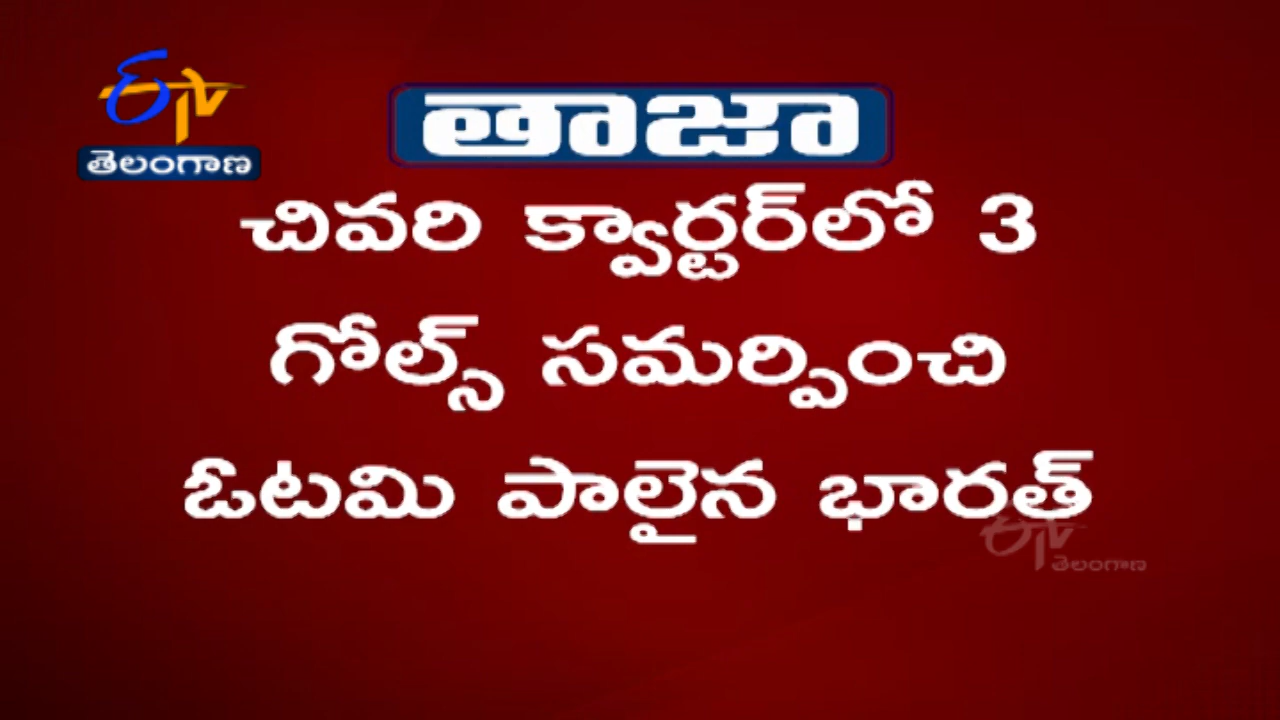 ETV
తెలంగాణ
తాజా
చివరి క్వార్టర్‌లో 3
గోల్స్ సమర్పించి
ఓటమి పాలైన భారత్
ETV
తెలంగాణ